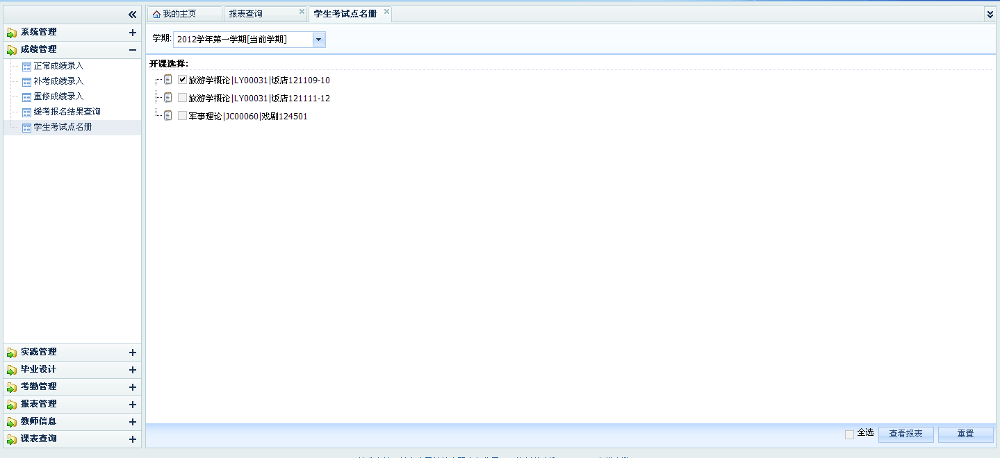 我的主页
报表查询
学生考试点名册
系统管理
成绩管理
正常成绩录入
补考成绩录入
重修成绩录入
缓考报名结果查询
学生考试点名册
实践管理
毕业设计
考勤管理
报表管理
教师信息
课表查询
学期: 2012学年第一学期[当前学期]
开课选择:
旅游学概论|LY00031|饭店121109-10
旅游学概论|LY00031|饭店121111-12
军事理论|JC00060|戏剧124501
全选
查看报表
重置